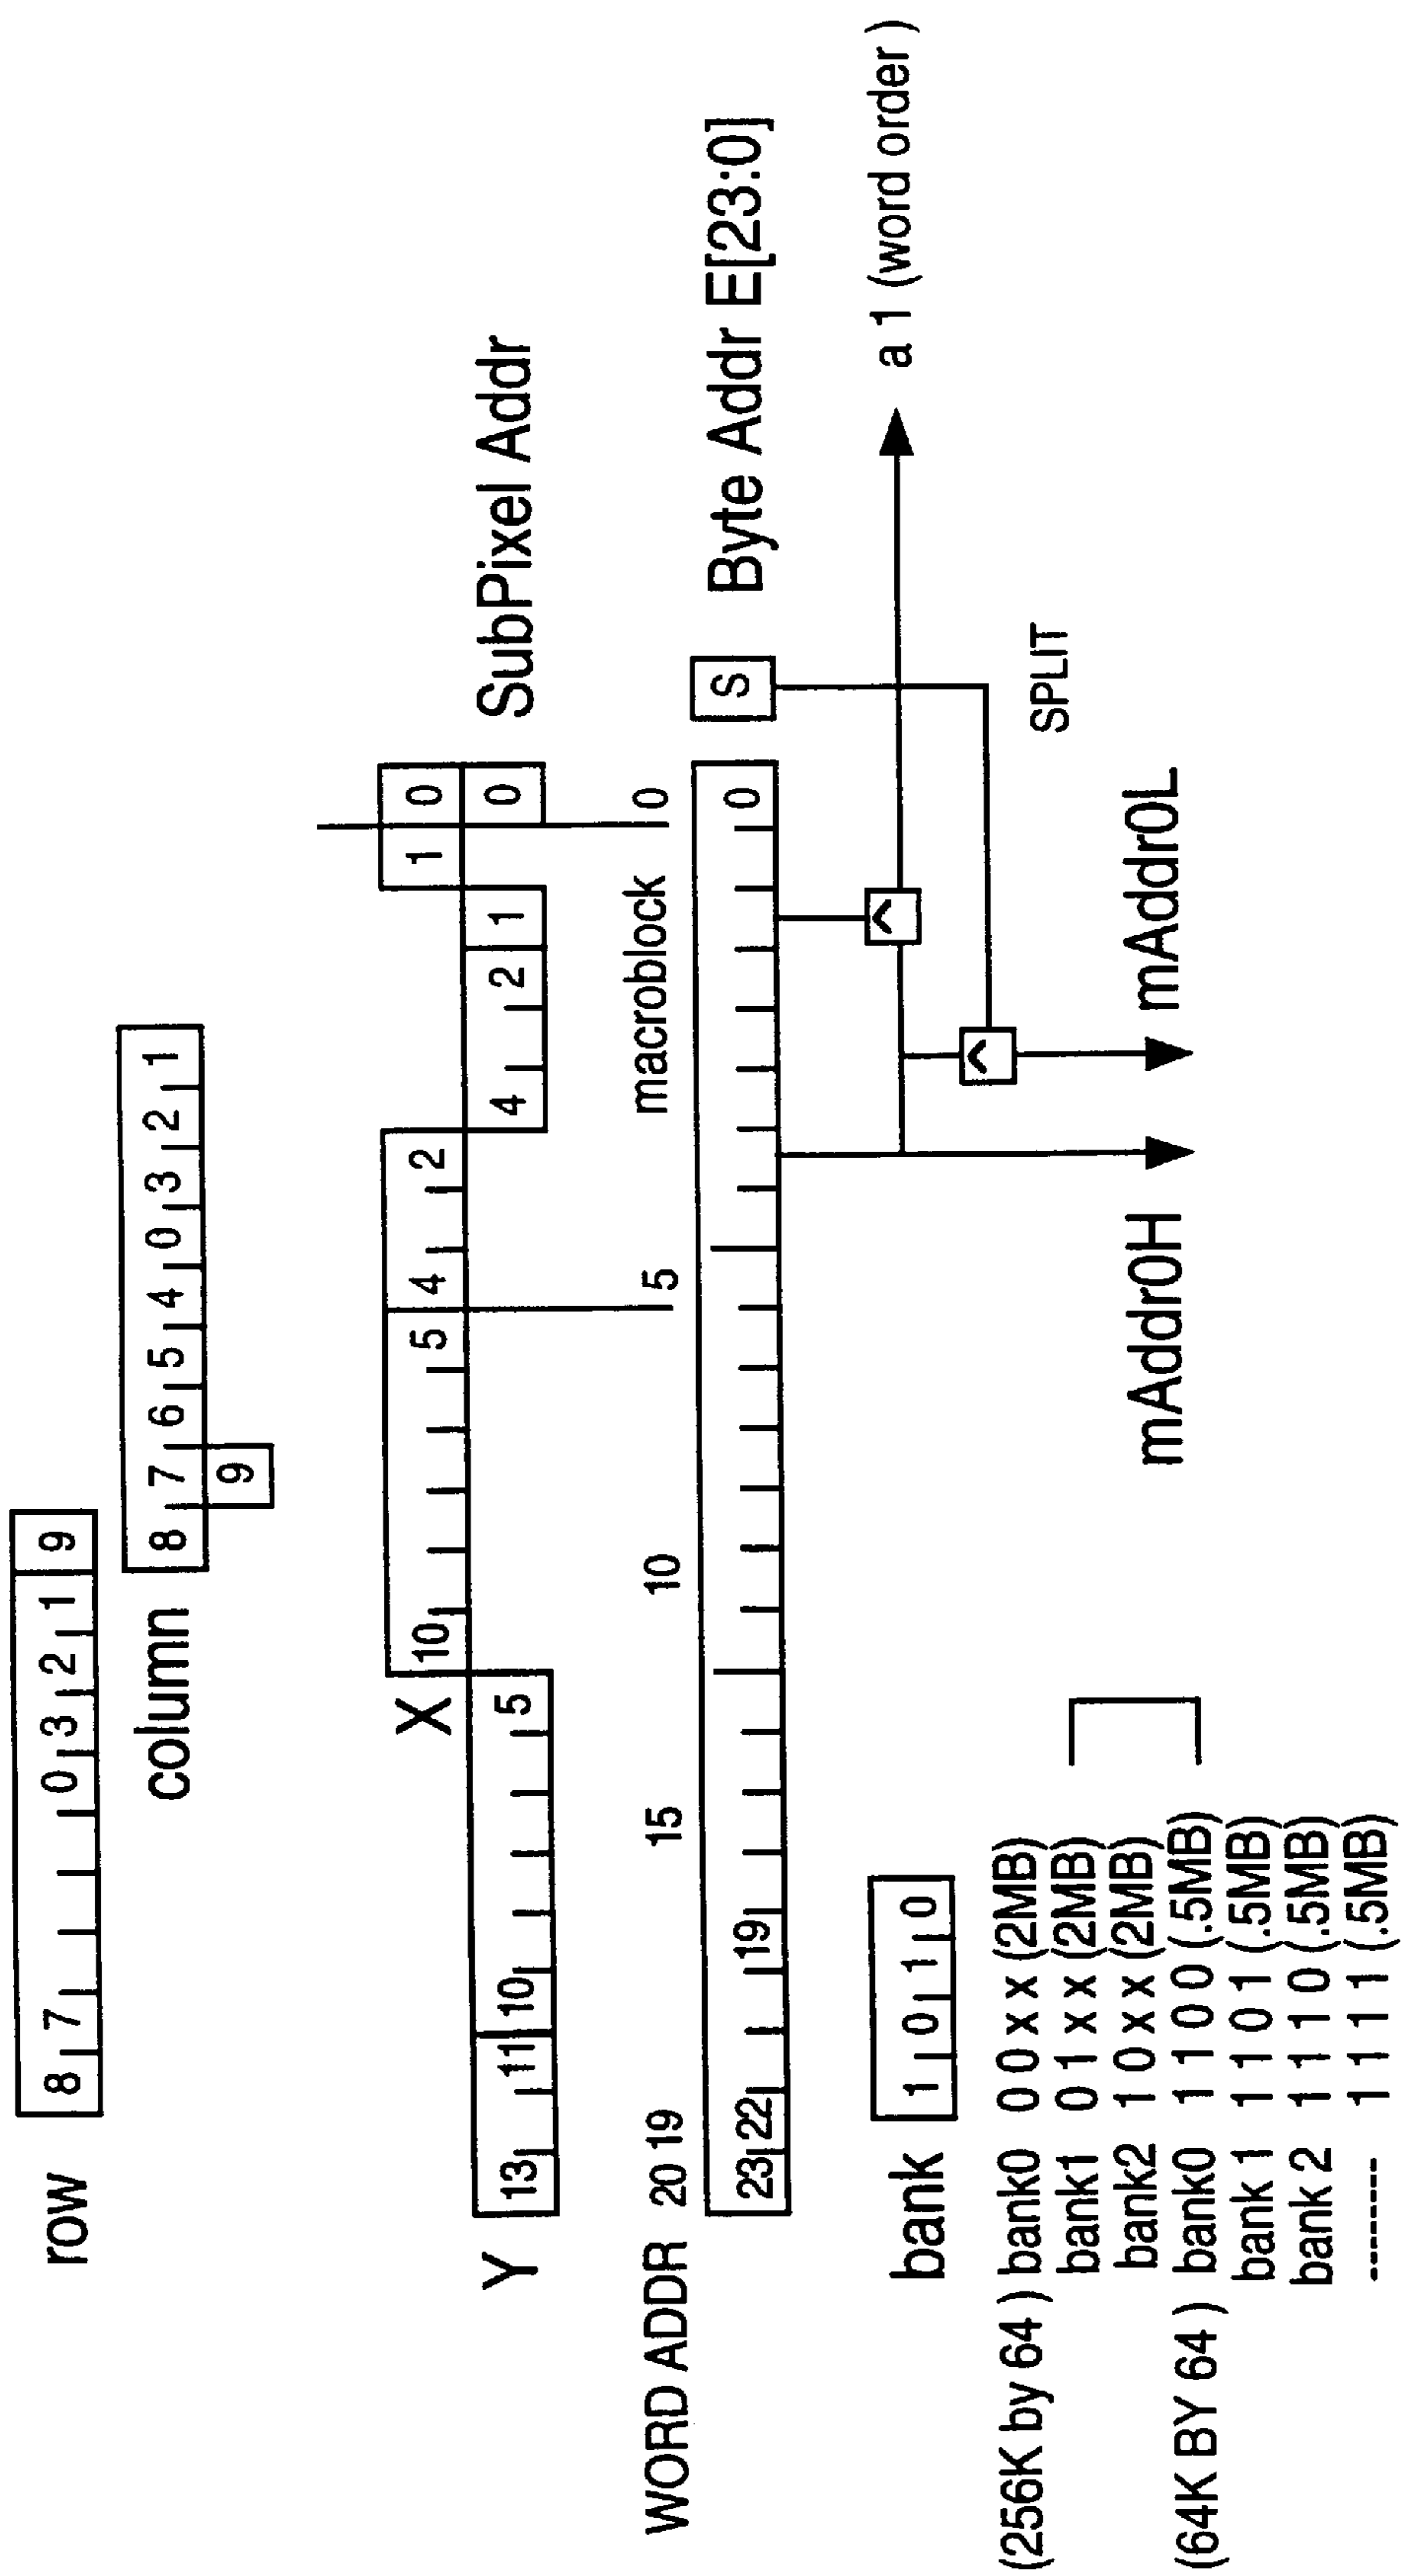 row 8 7 0 3 2 1 9
column 8 7 6 5 4 0 3 2 1
9
X 10 5 4 2 1 0
Y 13 11 10 5 4 2 1 0 SubPixel Addr
WORD ADDR 20 19 15 10 5 macroblock 0
23 22 19 0 S Byte Addr E[23:0]
a 1 (word order )
bank 1 0 1 0
SPLIT
(256K by 64 ) bank0 0 0 x x (2MB)
bank1 0 1 x x (2MB)
bank2 1 0 x x (2MB)
(64K BY 64 ) bank0 1 1 0 0 (.5MB)
bank 1 1 1 0 1 (.5MB)
bank 2 1 1 1 0 (.5MB)
------- 1 1 1 1 (.5MB)
mAddr0H mAddr0L